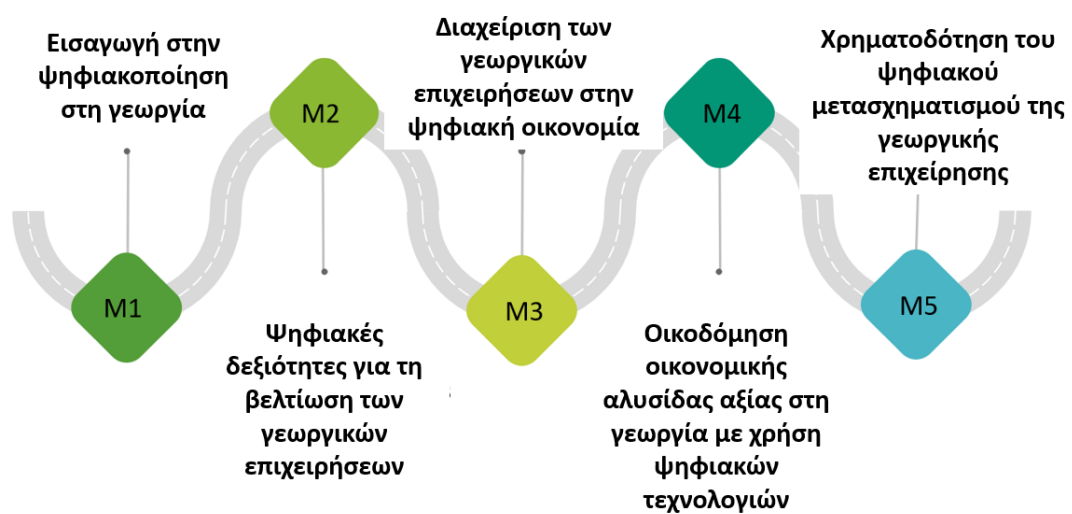 Εισαγωγή στην
ψηφιακοποίηση
στη γεωργία
M1
M2
Ψηφιακές
δεξιότητες για τη
βελτίωση των
γεωργικών
επιχειρήσεων
Διαχείριση των
γεωργικών
επιχειρήσεων στην
ψηφιακή οικονομία
M3
M4
Οικοδόμηση
οικονομικής
αλυσίδας αξίας στη
γεωργία με χρήση
ψηφιακών
τεχνολογιών
Χρηματοδότηση του
ψηφιακού
μετασχηματισμού της
γεωργικής
επιχείρησης
M5